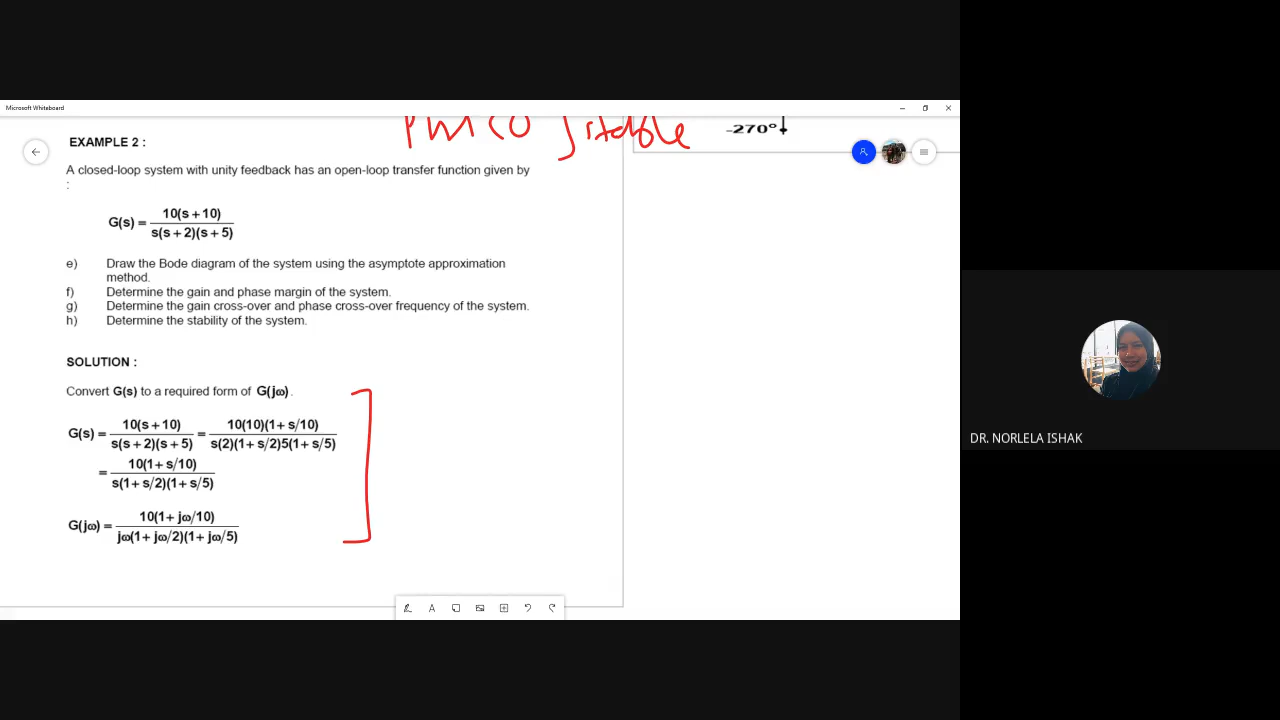 Microsoft Whiteboard
stable
-270°
EXAMPLE 2 :
A closed-loop system with unity feedback has an open-loop transfer function given by
:
G(s) = 10(s + 10) / s(s + 2)(s + 5)
e) Draw the Bode diagram of the system using the asymptote approximation
method.
f) Determine the gain and phase margin of the system.
g) Determine the gain cross-over and phase cross-over frequency of the system.
h) Determine the stability of the system.
SOLUTION :
Convert G(s) to a required form of G(jω) .
G(s) = 10(s + 10) / s(s + 2)(s + 5) = 10(10)(1 + s/10) / s(2)(1 + s/2)5(1 + s/5)
= 10(1 + s/10) / s(1 + s/2)(1 + s/5)
G(jω) = 10(1 + jω/10) / jω(1 + jω/2)(1 + jω/5)
A
DR. NORLELA ISHAK